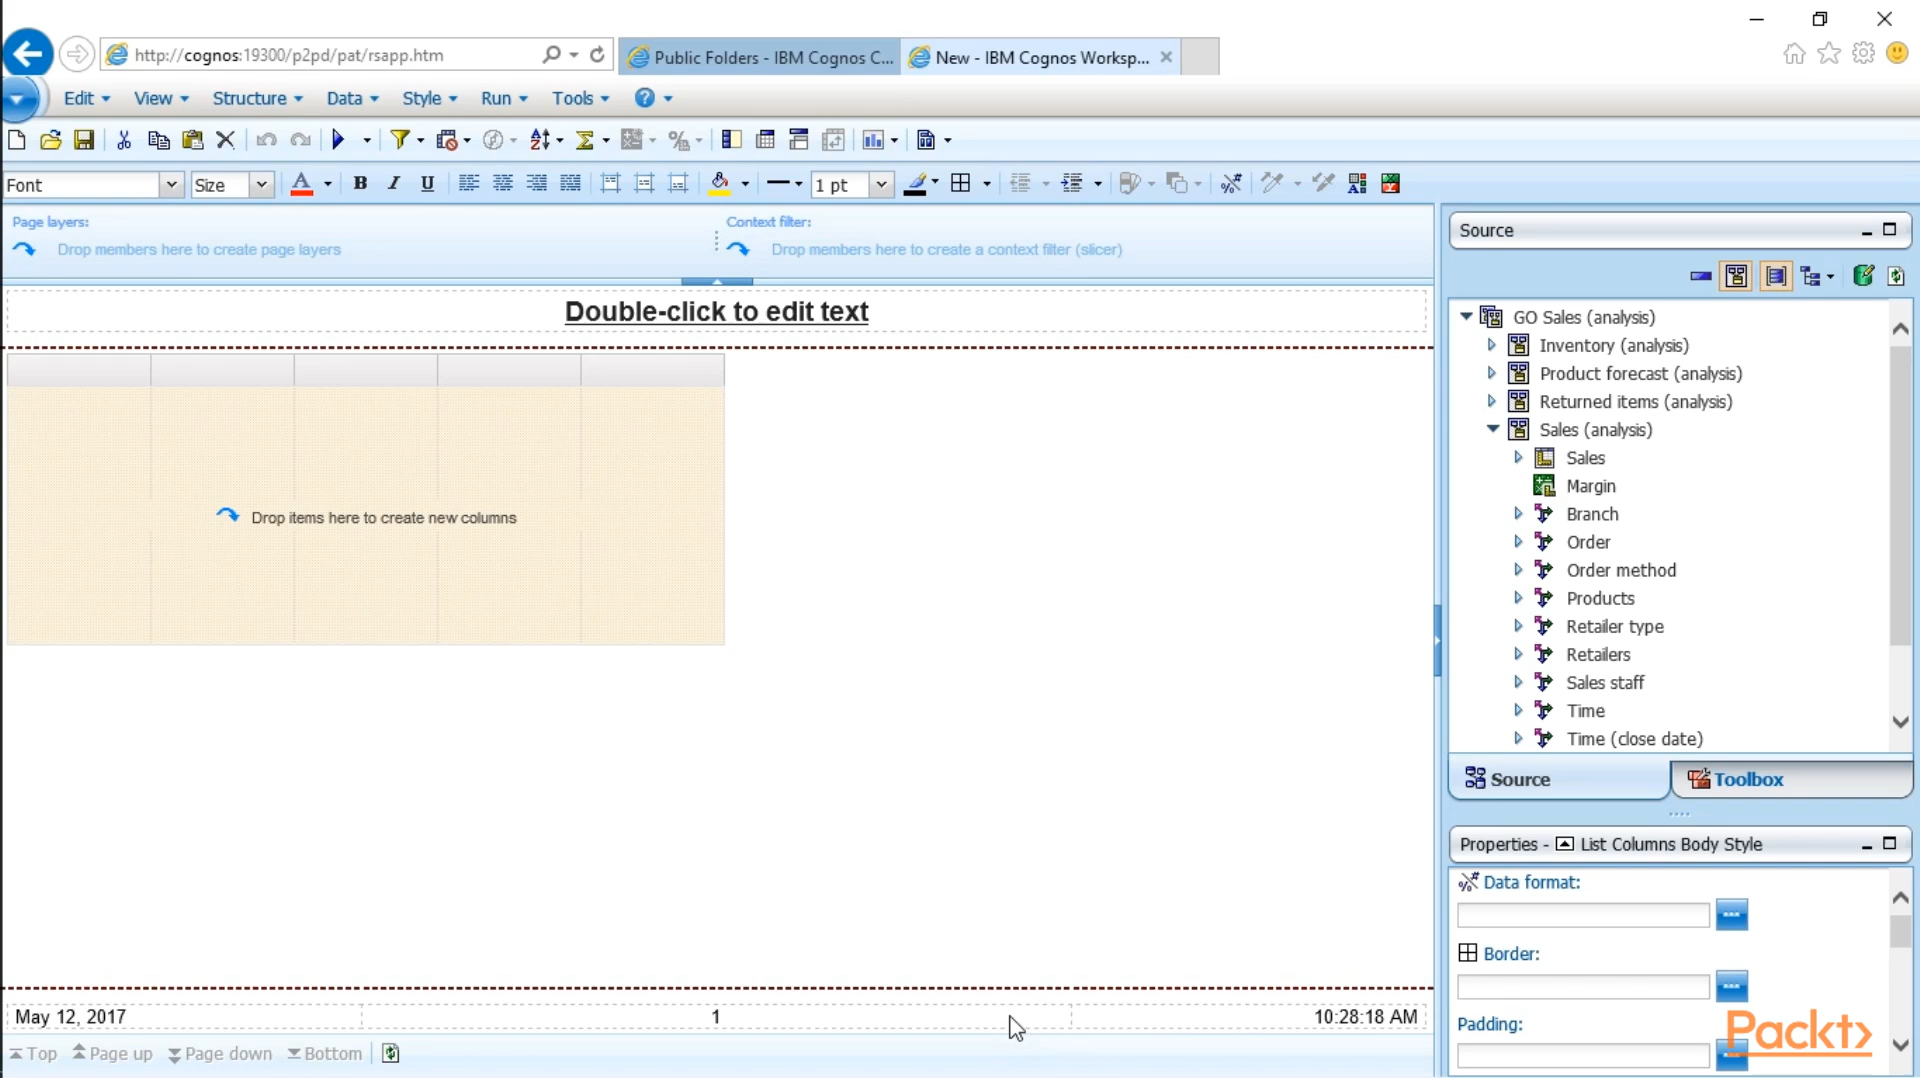 http://cognos:19300/p2pd/pat/rsapp.htm
Public Folders - IBM Cognos C...
New - IBM Cognos Worksp...
Edit View Structure Data Style Run Tools
Font Size B I U 1 pt
Page layers:
Drop members here to create page layers
Context filter:
Drop members here to create a context filter (slicer)
Double-click to edit text
Drop items here to create new columns
May 12, 2017
1
10:28:18 AM
Top Page up Page down Bottom
Source
GO Sales (analysis)
Inventory (analysis)
Product forecast (analysis)
Returned items (analysis)
Sales (analysis)
Sales
Margin
Branch
Order
Order method
Products
Retailer type
Retailers
Sales staff
Time
Time (close date)
Source
Toolbox
Properties - List Columns Body Style
Data format:
Border:
Padding:
Packt>